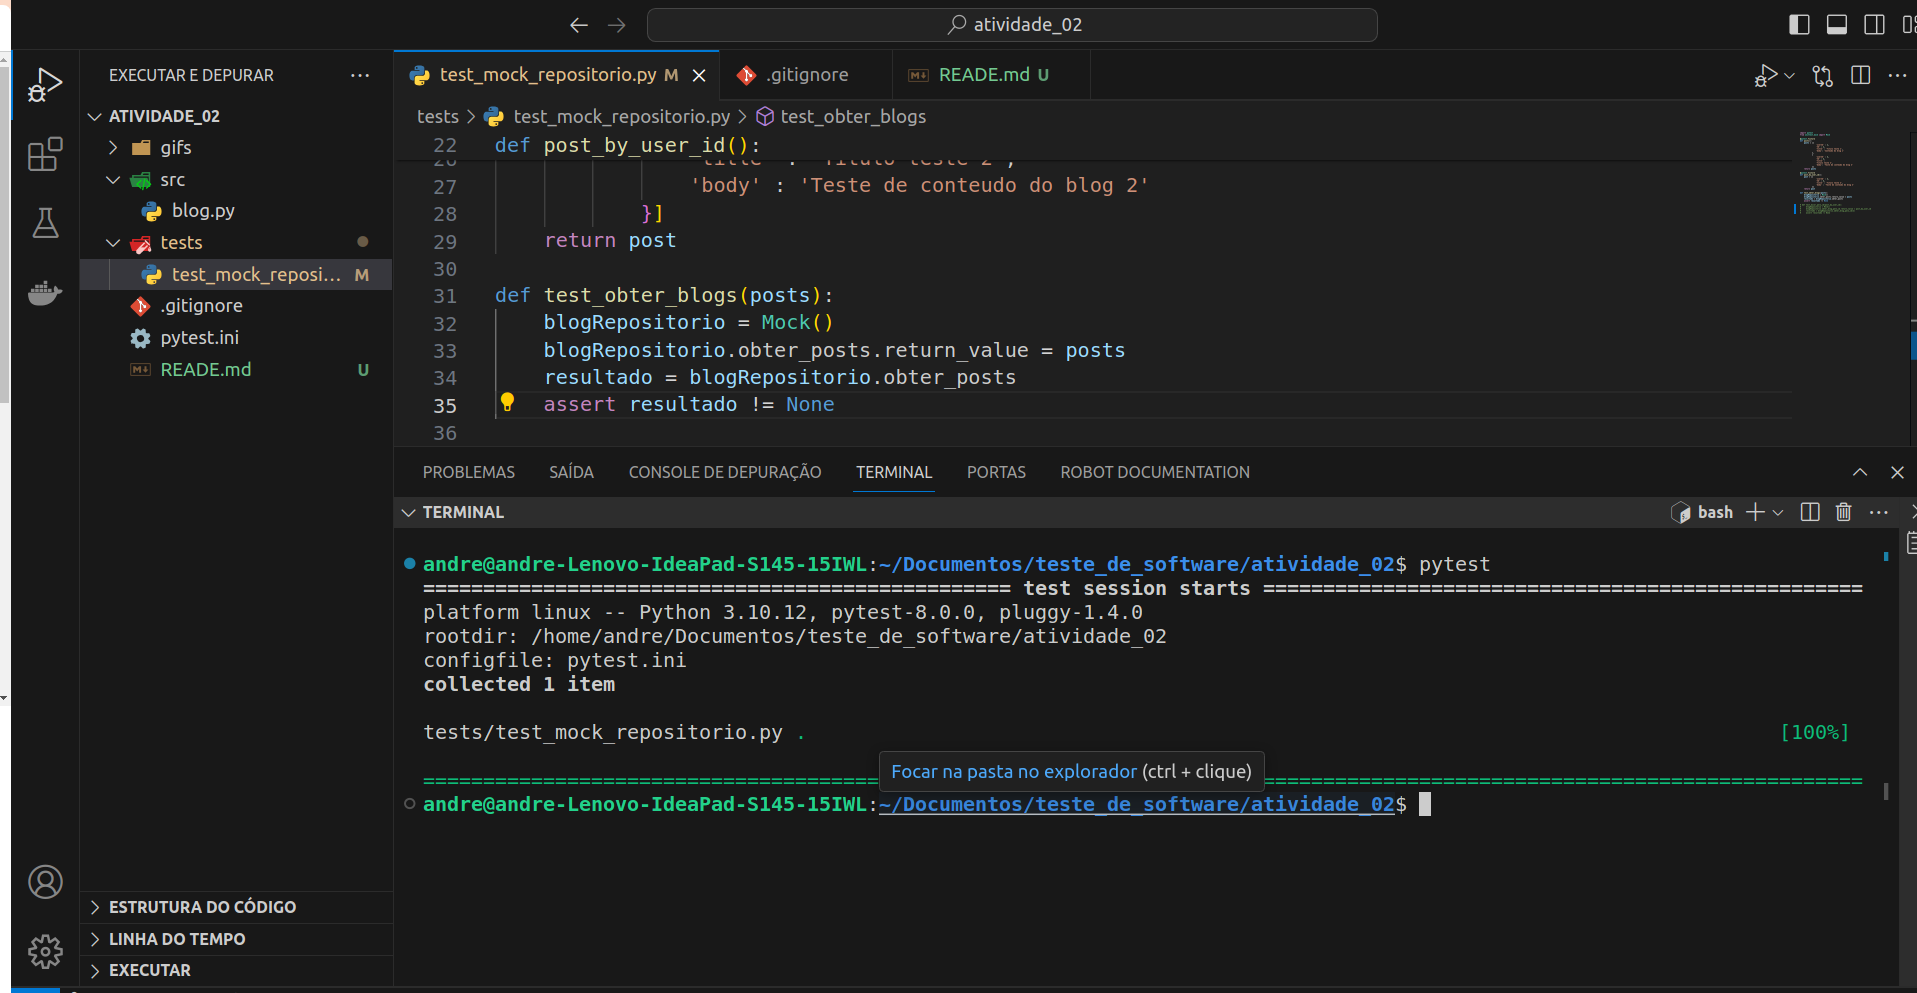 atividade_02
EXECUTAR E DEPURAR
ATIVIDADE_02
gifs
src
blog.py
tests
test_mock_reposi... M
.gitignore
pytest.ini
READE.md U
ESTRUTURA DO CÓDIGO
LINHA DO TEMPO
EXECUTAR
test_mock_repositorio.py M
.gitignore
READE.md U
tests > test_mock_repositorio.py > test_obter_blogs
22 def post_by_user_id():
26 'title' : 'Titulo teste 2',
27 'body' : 'Teste de conteudo do blog 2'
28 }]
29 return post
30
31 def test_obter_blogs(posts):
32 blogRepositorio = Mock()
33 blogRepositorio.obter_posts.return_value = posts
34 resultado = blogRepositorio.obter_posts
35 assert resultado != None
36
PROBLEMAS SAÍDA CONSOLE DE DEPURAÇÃO TERMINAL PORTAS ROBOT DOCUMENTATION
TERMINAL
bash
andre@andre-Lenovo-IdeaPad-S145-15IWL:~/Documentos/teste_de_software/atividade_02$ pytest
================================================= test session starts ==================================================
platform linux -- Python 3.10.12, pytest-8.0.0, pluggy-1.4.0
rootdir: /home/andre/Documentos/teste_de_software/atividade_02
configfile: pytest.ini
collected 1 item
tests/test_mock_repositorio.py . [100%]
Focar na pasta no explorador (ctrl + clique)
andre@andre-Lenovo-IdeaPad-S145-15IWL:~/Documentos/teste_de_software/atividade_02$